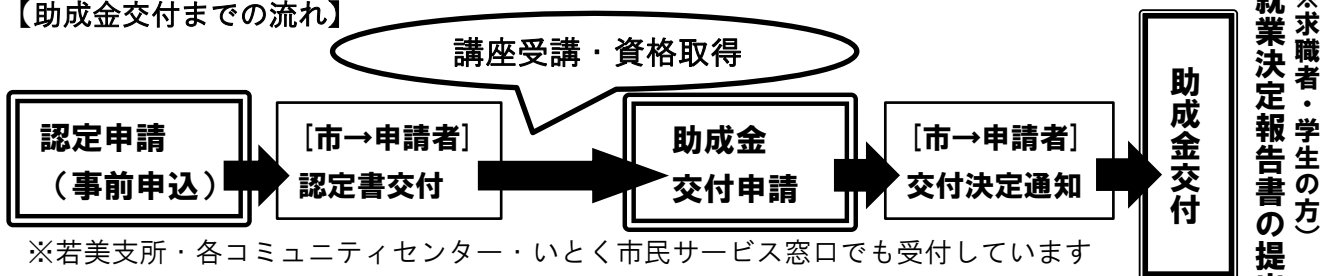 【助成金交付までの流れ】
講座受講・資格取得
認定申請
（事前申込）
［市→申請者］
認定書交付
助成金
交付申請
［市→申請者］
交付決定通知
助成金交付
※求職者・学生の方）
就業決定報告書の提
※若美支所・各コミュニティセンター・いとく市民サービス窓口でも受付しています